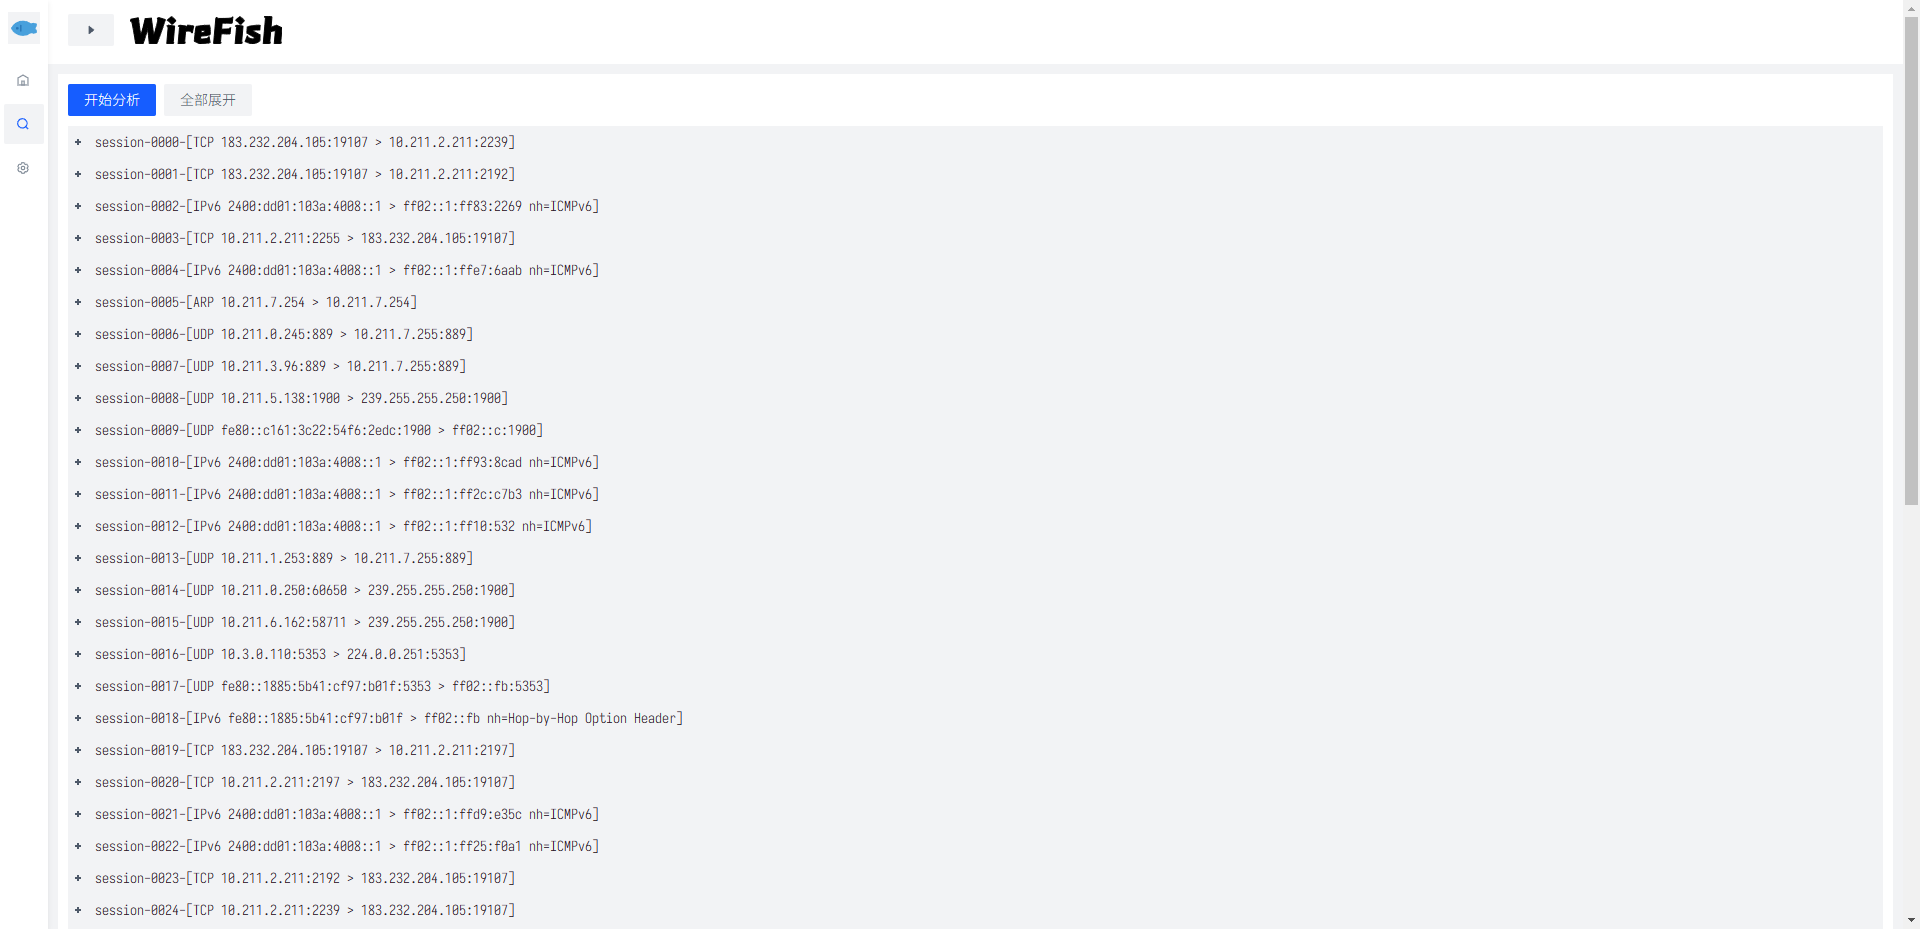 WireFish
开始分析 全部展开
session-0000-[TCP 183.232.204.105:19107 > 10.211.2.211:2239]
session-0001-[TCP 183.232.204.105:19107 > 10.211.2.211:2192]
session-0002-[IPv6 2400:dd01:103a:4008::1 > ff02::1:ff83:2269 nh=ICMPv6]
session-0003-[TCP 10.211.2.211:2255 > 183.232.204.105:19107]
session-0004-[IPv6 2400:dd01:103a:4008::1 > ff02::1:ffe7:6aab nh=ICMPv6]
session-0005-[ARP 10.211.7.254 > 10.211.7.254]
session-0006-[UDP 10.211.0.245:889 > 10.211.7.255:889]
session-0007-[UDP 10.211.3.96:889 > 10.211.7.255:889]
session-0008-[UDP 10.211.5.138:1900 > 239.255.255.250:1900]
session-0009-[UDP fe80::c161:3c22:54f6:2edc:1900 > ff02::c:1900]
session-0010-[IPv6 2400:dd01:103a:4008::1 > ff02::1:ff93:8cad nh=ICMPv6]
session-0011-[IPv6 2400:dd01:103a:4008::1 > ff02::1:ff2c:c7b3 nh=ICMPv6]
session-0012-[IPv6 2400:dd01:103a:4008::1 > ff02::1:ff10:532 nh=ICMPv6]
session-0013-[UDP 10.211.1.253:889 > 10.211.7.255:889]
session-0014-[UDP 10.211.0.250:60650 > 239.255.255.250:1900]
session-0015-[UDP 10.211.6.162:58711 > 239.255.255.250:1900]
session-0016-[UDP 10.3.0.110:5353 > 224.0.0.251:5353]
session-0017-[UDP fe80::1885:5b41:cf97:b01f:5353 > ff02::fb:5353]
session-0018-[IPv6 fe80::1885:5b41:cf97:b01f > ff02::fb nh=Hop-by-Hop Option Header]
session-0019-[TCP 183.232.204.105:19107 > 10.211.2.211:2197]
session-0020-[TCP 10.211.2.211:2197 > 183.232.204.105:19107]
session-0021-[IPv6 2400:dd01:103a:4008::1 > ff02::1:ffd9:e35c nh=ICMPv6]
session-0022-[IPv6 2400:dd01:103a:4008::1 > ff02::1:ff25:f0a1 nh=ICMPv6]
session-0023-[TCP 10.211.2.211:2192 > 183.232.204.105:19107]
session-0024-[TCP 10.211.2.211:2239 > 183.232.204.105:19107]